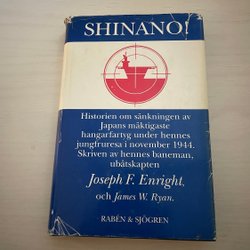 SHINANO!
Historien om sänkningen av
Japans mäktigaste
hangarfartyg under hennes
jungfruresa i november 1944.
Skriven av hennes baneman,
ubåtskapten
Joseph F. Enright,
och James W. Ryan.
RABÉN & SJÖGREN